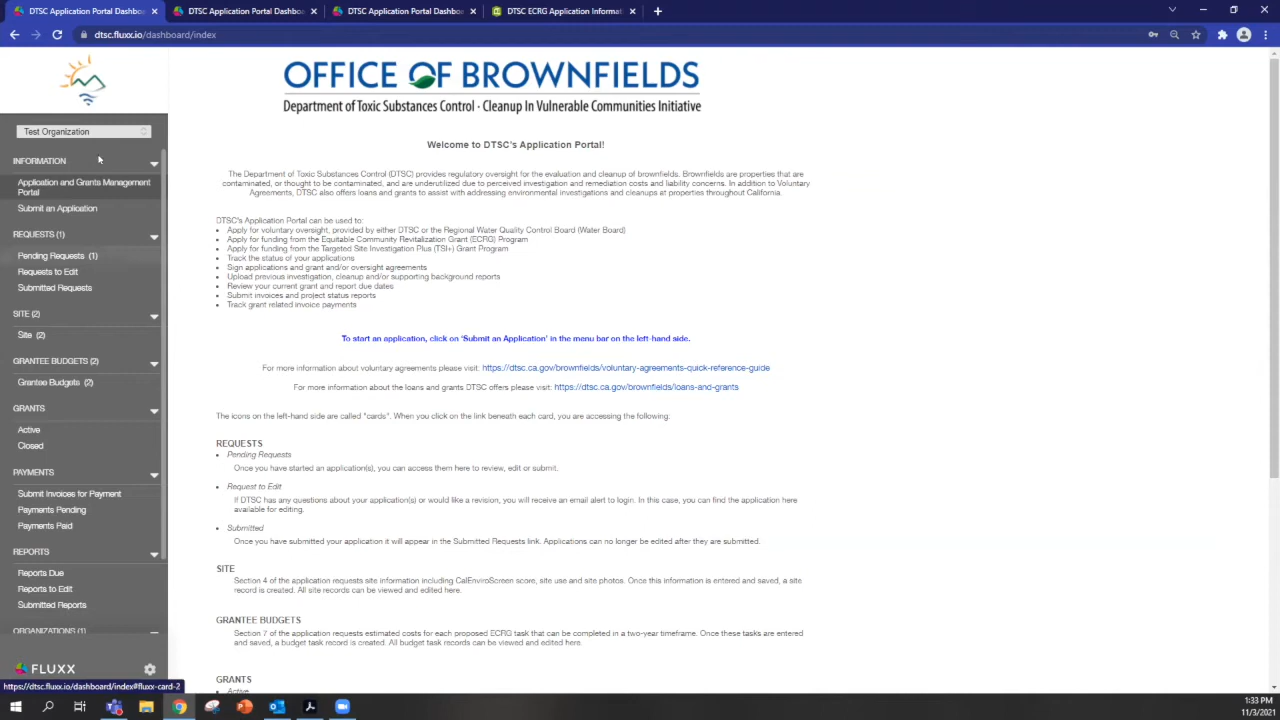 DTSC Application Portal Dashbo
DTSC Application Portal Dashbo
DTSC Application Portal Dashbo
DTSC ECRG Application Informati
dtsc.fluxx.io/dashboard/index
OFFICE OF BROWNFIELDS
Department of Toxic Substances Control · Cleanup In Vulnerable Communities Initiative
Test Organization
INFORMATION
Application and Grants Management
Portal
Submit an Application
REQUESTS (1)
Pending Requests (1)
Requests to Edit
Submitted Requests
SITE (2)
Site (2)
GRANTEE BUDGETS (2)
Grantee Budgets (2)
GRANTS
Active
Closed
PAYMENTS
Submit Invoices for Payment
Payments Pending
Payments Paid
REPORTS
Reports Due
Reports to Edit
Submitted Reports
ORGANIZATIONS (1)
FLUXX
https://dtsc.fluxx.io/dashboard/index#fluxx-card-2
Welcome to DTSC's Application Portal!
The Department of Toxic Substances Control (DTSC) provides regulatory oversight for the evaluation and cleanup of brownfields. Brownfields are properties that are
contaminated, or thought to be contaminated, and are underutilized due to perceived investigation and remediation costs and liability concerns. In addition to Voluntary
Agreements, DTSC also offers loans and grants to assist with addressing environmental investigations and cleanups at properties throughout California.
DTSC's Application Portal can be used to:
• Apply for voluntary oversight, provided by either DTSC or the Regional Water Quality Control Board (Water Board)
• Apply for funding from the Equitable Community Revitalization Grant (ECRG) Program
• Apply for funding from the Targeted Site Investigation Plus (TSI+) Grant Program
• Track the status of your applications
• Sign applications and grant and/or oversight agreements
• Upload previous investigation, cleanup and/or supporting background reports
• Review your current grant and report due dates
• Submit invoices and project status reports
• Track grant related invoice payments
To start an application, click on 'Submit an Application' in the menu bar on the left-hand side.
For more information about voluntary agreements please visit: https://dtsc.ca.gov/brownfields/voluntary-agreements-quick-reference-guide
For more information about the loans and grants DTSC offers please visit: https://dtsc.ca.gov/brownfields/loans-and-grants
The icons on the left-hand side are called "cards". When you click on the link beneath each card, you are accessing the following:
REQUESTS
• Pending Requests
Once you have started an application(s), you can access them here to review, edit or submit.
• Request to Edit
If DTSC has any questions about your application(s) or would like a revision, you will receive an email alert to login. In this case, you can find the application here
available for editing.
• Submitted
Once you have submitted your application it will appear in the Submitted Requests link. Applications can no longer be edited after they are submitted.
SITE
Section 4 of the application requests site information including CalEnviroScreen score, site use and site photos. Once this information is entered and saved, a site
record is created. All site records can be viewed and edited here.
GRANTEE BUDGETS
Section 7 of the application requests estimated costs for each proposed ECRG task that can be completed in a two-year timeframe. Once these tasks are entered
and saved, a budget task record is created. All budget task records can be viewed and edited here.
GRANTS
• Active
1:33 PM
11/3/2021